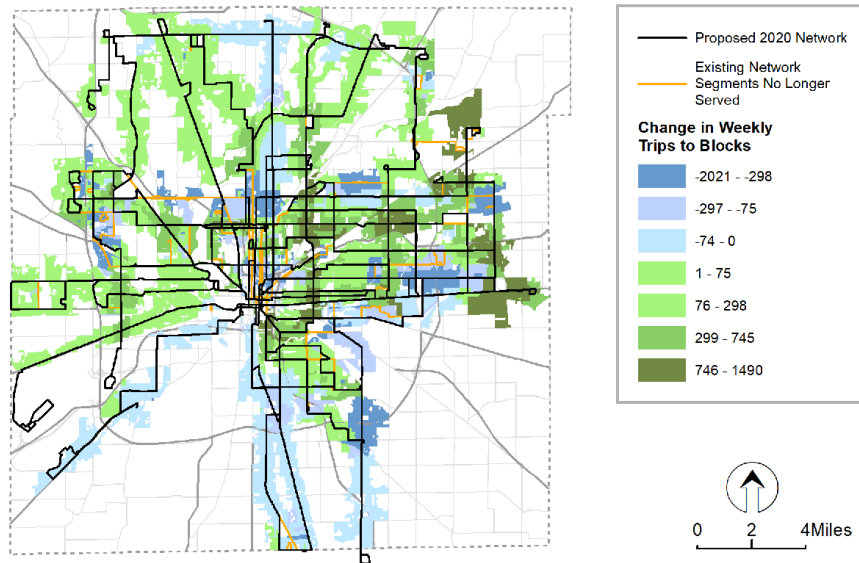 Proposed 2020 Network
Existing Network
Segments No Longer
Served
Change in Weekly
Trips to Blocks
-2021 - -298
-297 - -75
-74 - 0
1 - 75
76 - 298
299 - 745
746 - 1490
0 2 4Miles